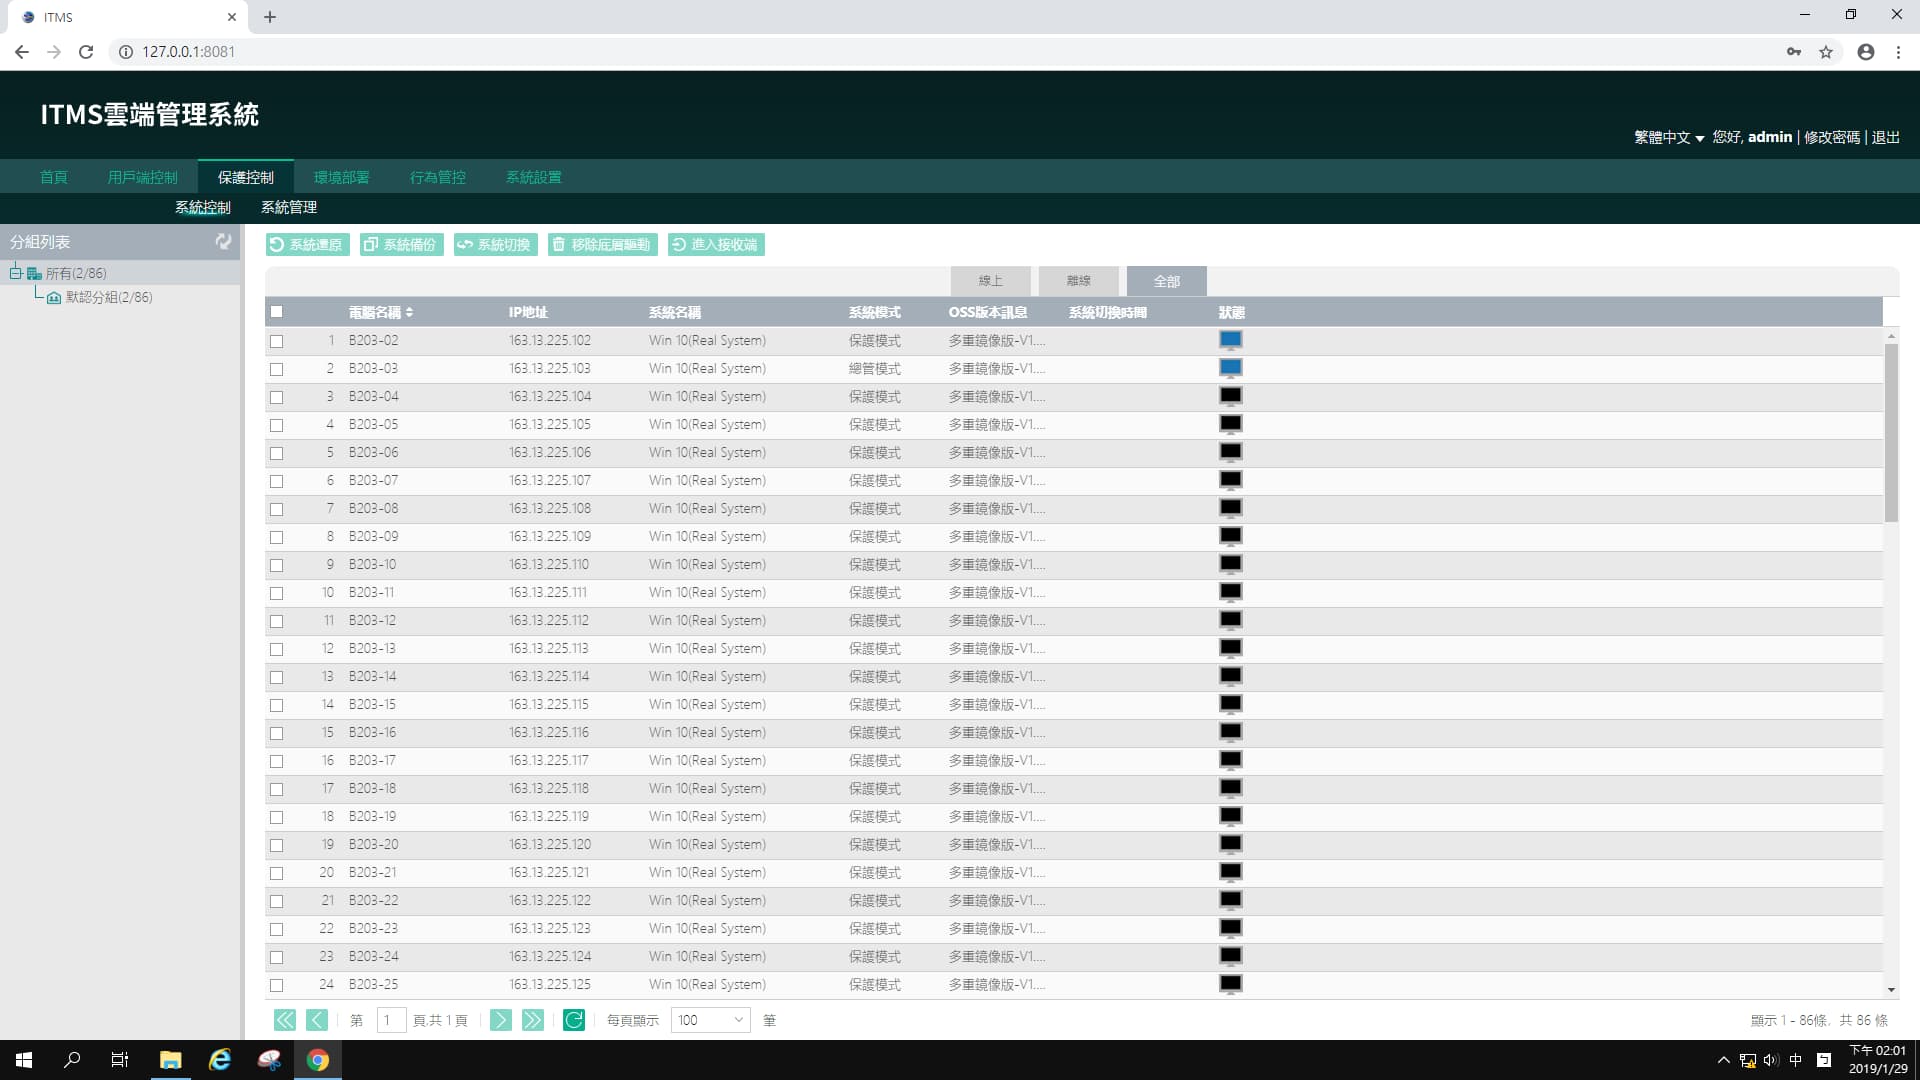 ITMS
127.0.0.1:8081
ITMS雲端管理系統
繁體中文 您好, admin | 修改密碼 | 退出
首頁 用戶端控制 保護控制 環境部署 行為管控 系統設置
系統控制 系統管理
分組列表
所有(2/86)
默認分組(2/86)
系統還原 系統備份 系統切換 移除底層驅動 進入接收端
線上 離線 全部
電腦名稱 IP地址 系統名稱 系統模式 OSS版本訊息 系統切換時間 狀態
1 B203-02 163.13.225.102 Win 10(Real System) 保護模式 多重鏡像版-V1....
2 B203-03 163.13.225.103 Win 10(Real System) 總管模式 多重鏡像版-V1....
3 B203-04 163.13.225.104 Win 10(Real System) 保護模式 多重鏡像版-V1....
4 B203-05 163.13.225.105 Win 10(Real System) 保護模式 多重鏡像版-V1....
5 B203-06 163.13.225.106 Win 10(Real System) 保護模式 多重鏡像版-V1....
6 B203-07 163.13.225.107 Win 10(Real System) 保護模式 多重鏡像版-V1....
7 B203-08 163.13.225.108 Win 10(Real System) 保護模式 多重鏡像版-V1....
8 B203-09 163.13.225.109 Win 10(Real System) 保護模式 多重鏡像版-V1....
9 B203-10 163.13.225.110 Win 10(Real System) 保護模式 多重鏡像版-V1....
10 B203-11 163.13.225.111 Win 10(Real System) 保護模式 多重鏡像版-V1....
11 B203-12 163.13.225.112 Win 10(Real System) 保護模式 多重鏡像版-V1....
12 B203-13 163.13.225.113 Win 10(Real System) 保護模式 多重鏡像版-V1....
13 B203-14 163.13.225.114 Win 10(Real System) 保護模式 多重鏡像版-V1....
14 B203-15 163.13.225.115 Win 10(Real System) 保護模式 多重鏡像版-V1....
15 B203-16 163.13.225.116 Win 10(Real System) 保護模式 多重鏡像版-V1....
16 B203-17 163.13.225.117 Win 10(Real System) 保護模式 多重鏡像版-V1....
17 B203-18 163.13.225.118 Win 10(Real System) 保護模式 多重鏡像版-V1....
18 B203-19 163.13.225.119 Win 10(Real System) 保護模式 多重鏡像版-V1....
19 B203-20 163.13.225.120 Win 10(Real System) 保護模式 多重鏡像版-V1....
20 B203-21 163.13.225.121 Win 10(Real System) 保護模式 多重鏡像版-V1....
21 B203-22 163.13.225.122 Win 10(Real System) 保護模式 多重鏡像版-V1....
22 B203-23 163.13.225.123 Win 10(Real System) 保護模式 多重鏡像版-V1....
23 B203-24 163.13.225.124 Win 10(Real System) 保護模式 多重鏡像版-V1....
24 B203-25 163.13.225.125 Win 10(Real System) 保護模式 多重鏡像版-V1....
第 1 頁,共 1 頁 每頁顯示 100 筆 顯示 1 - 86條, 共 86 條
中 下午 02:01
2019/1/29